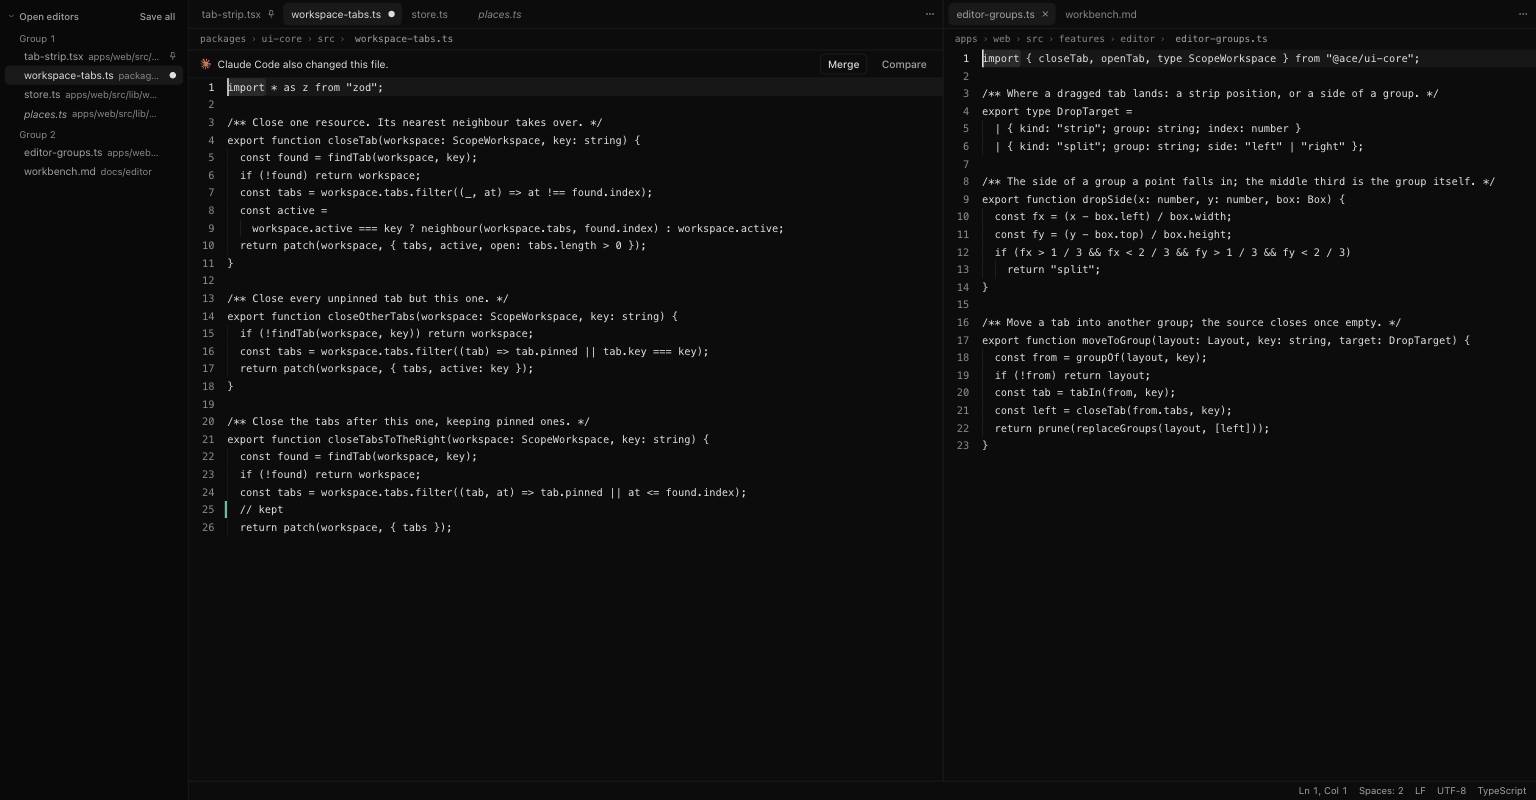 Open editors Save all
Group 1
tab-strip.tsx apps/web/src/...
workspace-tabs.ts packag...
store.ts apps/web/src/lib/w...
places.ts apps/web/src/lib/...
Group 2
editor-groups.ts apps/web...
workbench.md docs/editor
tab-strip.tsx workspace-tabs.ts store.ts places.ts
packages › ui-core › src › workspace-tabs.ts
Claude Code also changed this file. Merge Compare
1 import * as z from "zod";
2
3 /** Close one resource. Its nearest neighbour takes over. */
4 export function closeTab(workspace: ScopeWorkspace, key: string) {
5 const found = findTab(workspace, key);
6 if (!found) return workspace;
7 const tabs = workspace.tabs.filter((_, at) => at !== found.index);
8 const active =
9 workspace.active === key ? neighbour(workspace.tabs, found.index) : workspace.active;
10 return patch(workspace, { tabs, active, open: tabs.length > 0 });
11 }
12
13 /** Close every unpinned tab but this one. */
14 export function closeOtherTabs(workspace: ScopeWorkspace, key: string) {
15 if (!findTab(workspace, key)) return workspace;
16 const tabs = workspace.tabs.filter((tab) => tab.pinned || tab.key === key);
17 return patch(workspace, { tabs, active: key });
18 }
19
20 /** Close the tabs after this one, keeping pinned ones. */
21 export function closeTabsToTheRight(workspace: ScopeWorkspace, key: string) {
22 const found = findTab(workspace, key);
23 if (!found) return workspace;
24 const tabs = workspace.tabs.filter((tab, at) => tab.pinned || at <= found.index);
25 // kept
26 return patch(workspace, { tabs });
editor-groups.ts × workbench.md
apps › web › src › features › editor › editor-groups.ts
1 import { closeTab, openTab, type ScopeWorkspace } from "@ace/ui-core";
2
3 /** Where a dragged tab lands: a strip position, or a side of a group. */
4 export type DropTarget =
5 | { kind: "strip"; group: string; index: number }
6 | { kind: "split"; group: string; side: "left" | "right" };
7
8 /** The side of a group a point falls in; the middle third is the group itself. */
9 export function dropSide(x: number, y: number, box: Box) {
10 const fx = (x − box.left) / box.width;
11 const fy = (y − box.top) / box.height;
12 if (fx > 1 / 3 && fx < 2 / 3 && fy > 1 / 3 && fy < 2 / 3)
13 return "split";
14 }
15
16 /** Move a tab into another group; the source closes once empty. */
17 export function moveToGroup(layout: Layout, key: string, target: DropTarget) {
18 const from = groupOf(layout, key);
19 if (!from) return layout;
20 const tab = tabIn(from, key);
21 const left = closeTab(from.tabs, key);
22 return prune(replaceGroups(layout, [left]));
23 }
Ln 1, Col 1 Spaces: 2 LF UTF-8 TypeScript